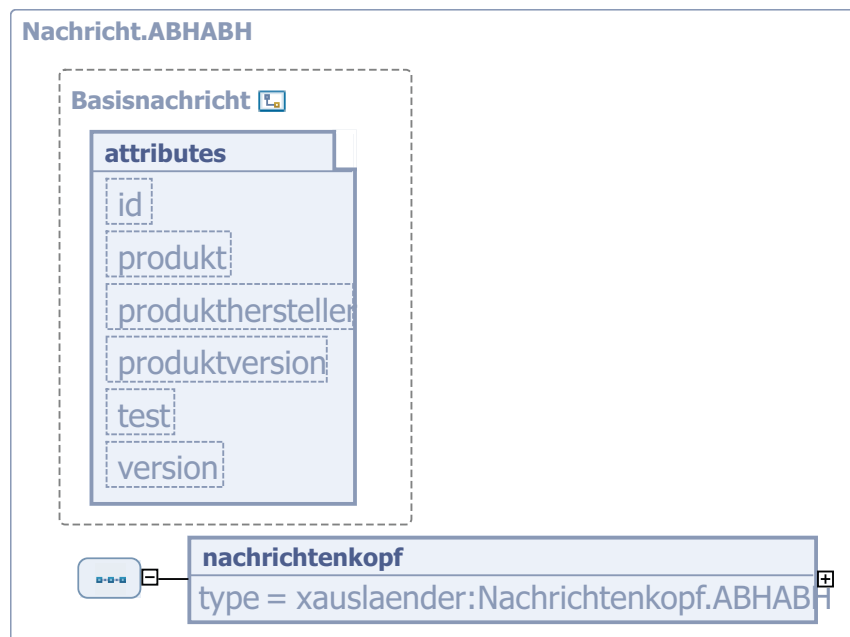 Nachricht.ABHABH
Basisnachricht
attributes
id
produkt
produkthersteller
produktversion
test
version
nachrichtenkopf
type = xauslaender:Nachrichtenkopf.ABHABH